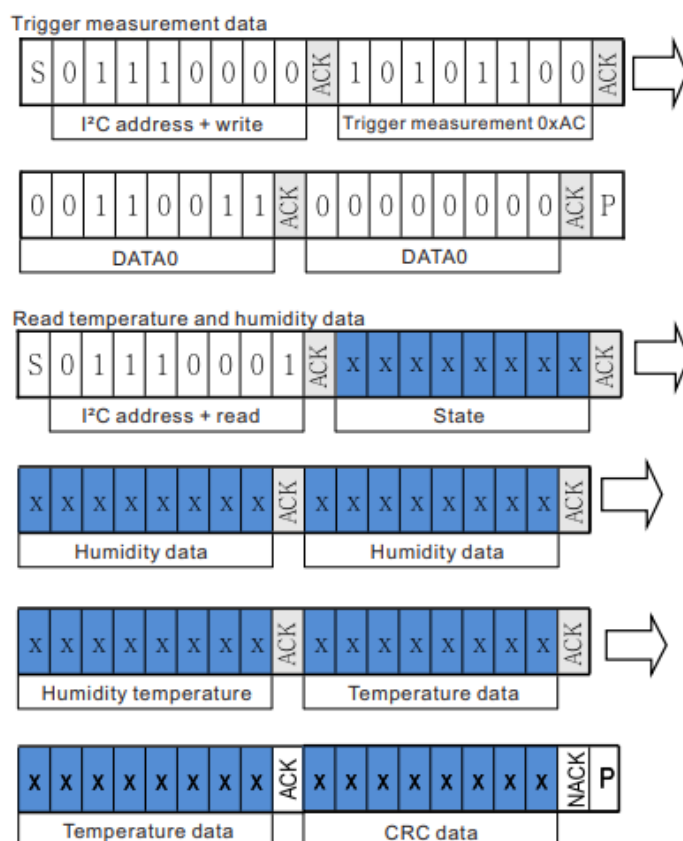 Trigger measurement data
S 0 1 1 1 0 0 0 0 ACK 1 0 1 0 1 1 0 0 ACK
I²C address + write Trigger measurement 0xAC
0 0 1 1 0 0 1 1 ACK 0 0 0 0 0 0 0 0 ACK P
DATA0 DATA0
Read temperature and humidity data
S 0 1 1 1 0 0 0 1 ACK x x x x x x x x ACK
I²C address + read State
x x x x x x x x ACK x x x x x x x x ACK
Humidity data Humidity data
x x x x x x x x ACK x x x x x x x x ACK
Humidity temperature Temperature data
x x x x x x x x ACK x x x x x x x x NACK P
Temperature data CRC data